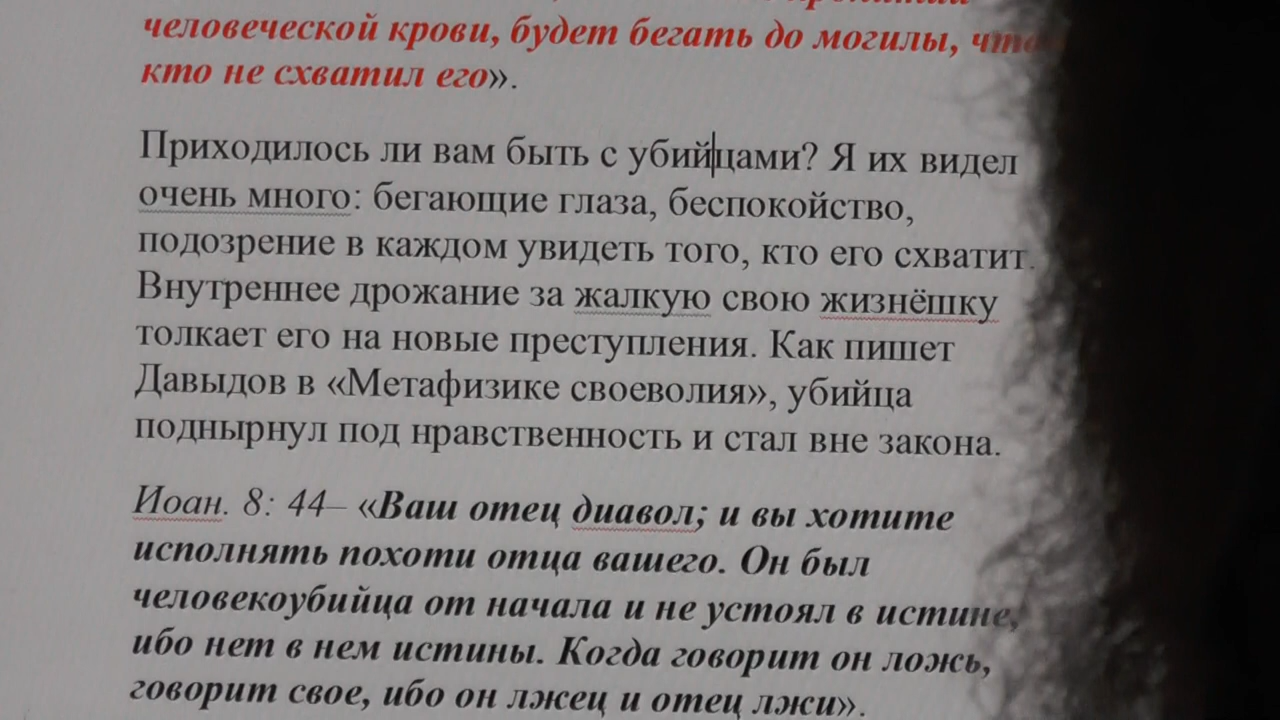 человеческой крови, будет бегать до могилы,
кто не схватил его».
Приходилось ли вам быть с убийцами? Я их видел
очень много: бегающие глаза, беспокойство,
подозрение в каждом увидеть того, кто его схватит.
Внутреннее дрожание за жалкую свою жизнёшку
толкает его на новые преступления. Как пишет
Давыдов в «Метафизике своеволия», убийца
поднырнул под нравственность и стал вне закона.
Иоан. 8: 44– «Ваш отец диавол; и вы хотите
исполнять похоти отца вашего. Он был
человекоубийца от начала и не устоял в истине,
ибо нет в нем истины. Когда говорит он ложь,
говорит свое, ибо он лжец и отец лжи».